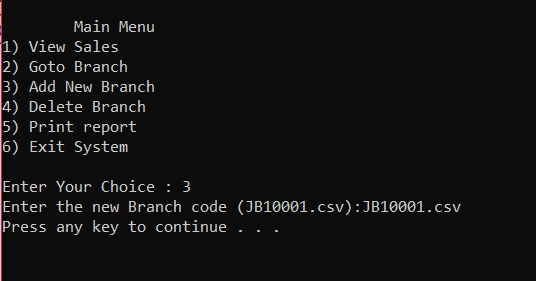 Main Menu
1) View Sales
2) Goto Branch
3) Add New Branch
4) Delete Branch
5) Print report
6) Exit System
Enter Your Choice : 3
Enter the new Branch code (JB10001.csv):JB10001.csv
Press any key to continue . . .